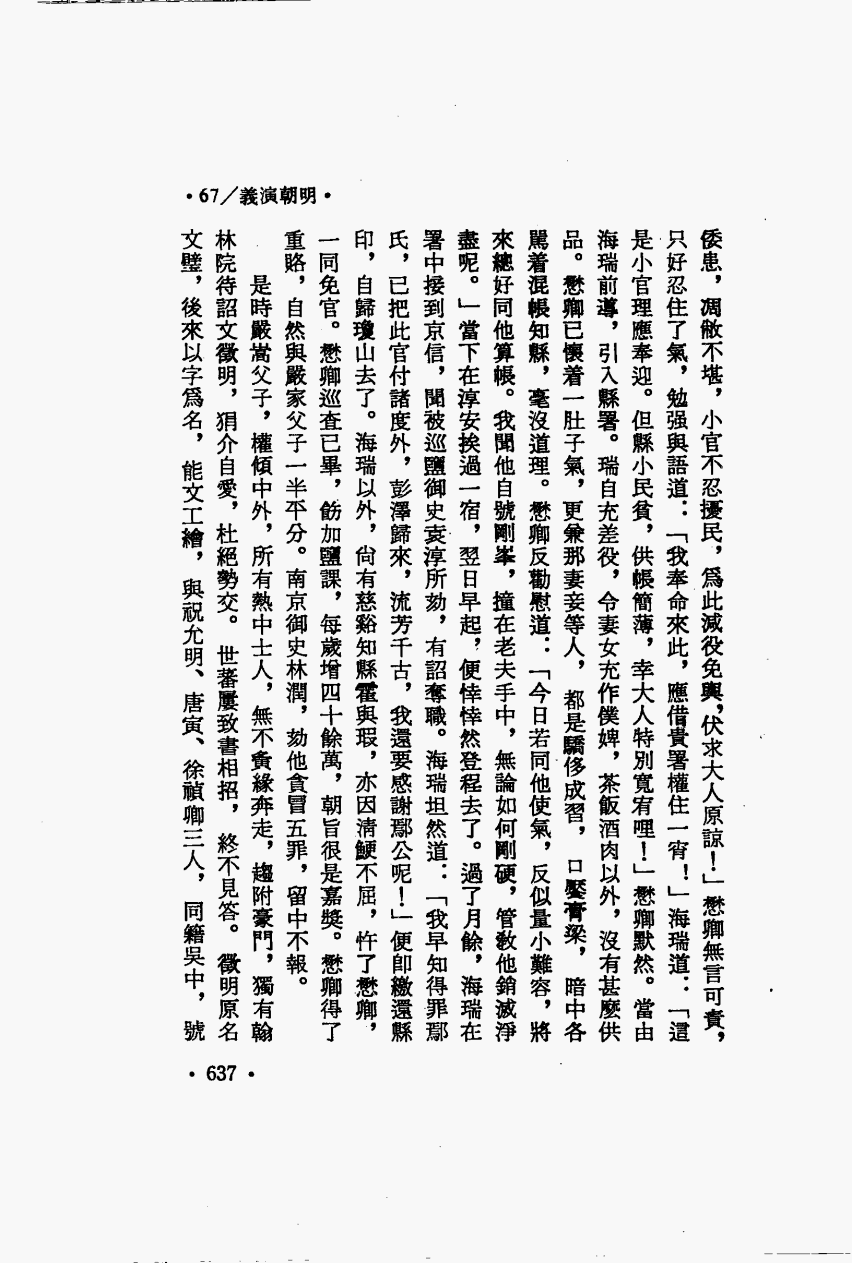 •67／義演朝明•
倭患，凋敝不堪，小官不忍擾民，爲此減役免輿，伏求大人原諒！」懋卿無言可責，
只好忍住了氣，勉强與語道：「我奉命來此，應借貴署權住一宵！」海瑞道：「這
是小官理應奉迎。但縣小民貧，供帳簡薄，幸大人特別寬宥哩！」懋卿默然。當由
海瑞前導，引入縣署。瑞自充差役，令妻女充作僕婢，茶飯酒肉以外，沒有甚麼供
品。懋卿已懷着一肚子氣，更兼那妻妾等人，都是驕侈成習，口饜膏粱，暗中各
駡着混帳知縣，毫沒道理。懋卿反勸慰道：「今日若同他使氣，反似量小難容，將
來總好同他算帳。我聞他自號剛峯，撞在老夫手中，無論如何剛硬，管敎他銷滅淨
盡呢。」當下在淳安挨過一宿，翌日早起，便悻悻然登程去了。過了月餘，海瑞在
署中接到京信，聞被巡鹽御史袁淳所劾，有詔奪職。海瑞坦然道：「我早知得罪鄢
氏，已把此官付諸度外，彭澤歸來，流芳千古，我還要感謝鄢公呢！」便卽繳還縣
印，自歸瓊山去了。海瑞以外，尙有慈谿知縣霍與瑕，亦因淸鯁不屈，忤了懋卿，
一同免官。懋卿巡查已畢，飭加鹽課，每歲增四十餘萬，朝旨很是嘉獎。懋卿得了
重賂，自然與嚴家父子一半平分。南京御史林潤，劾他貪冒五罪，留中不報。
是時嚴嵩父子，權傾中外，所有熱中士人，無不夤緣奔走，趨附豪門，獨有翰
林院待詔文徵明，狷介自愛，杜絕勢交。世蕃屢致書相招，終不見答。徵明原名
文璧，後來以字爲名，能文工繪，與祝允明、唐寅、徐禎卿三人，同籍吳中，號
•637•